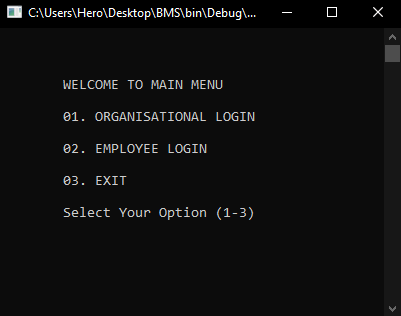 C:\Users\Hero\Desktop\BMS\bin\Debug\...
WELCOME TO MAIN MENU
01. ORGANISATIONAL LOGIN
02. EMPLOYEE LOGIN
03. EXIT
Select Your Option (1-3)